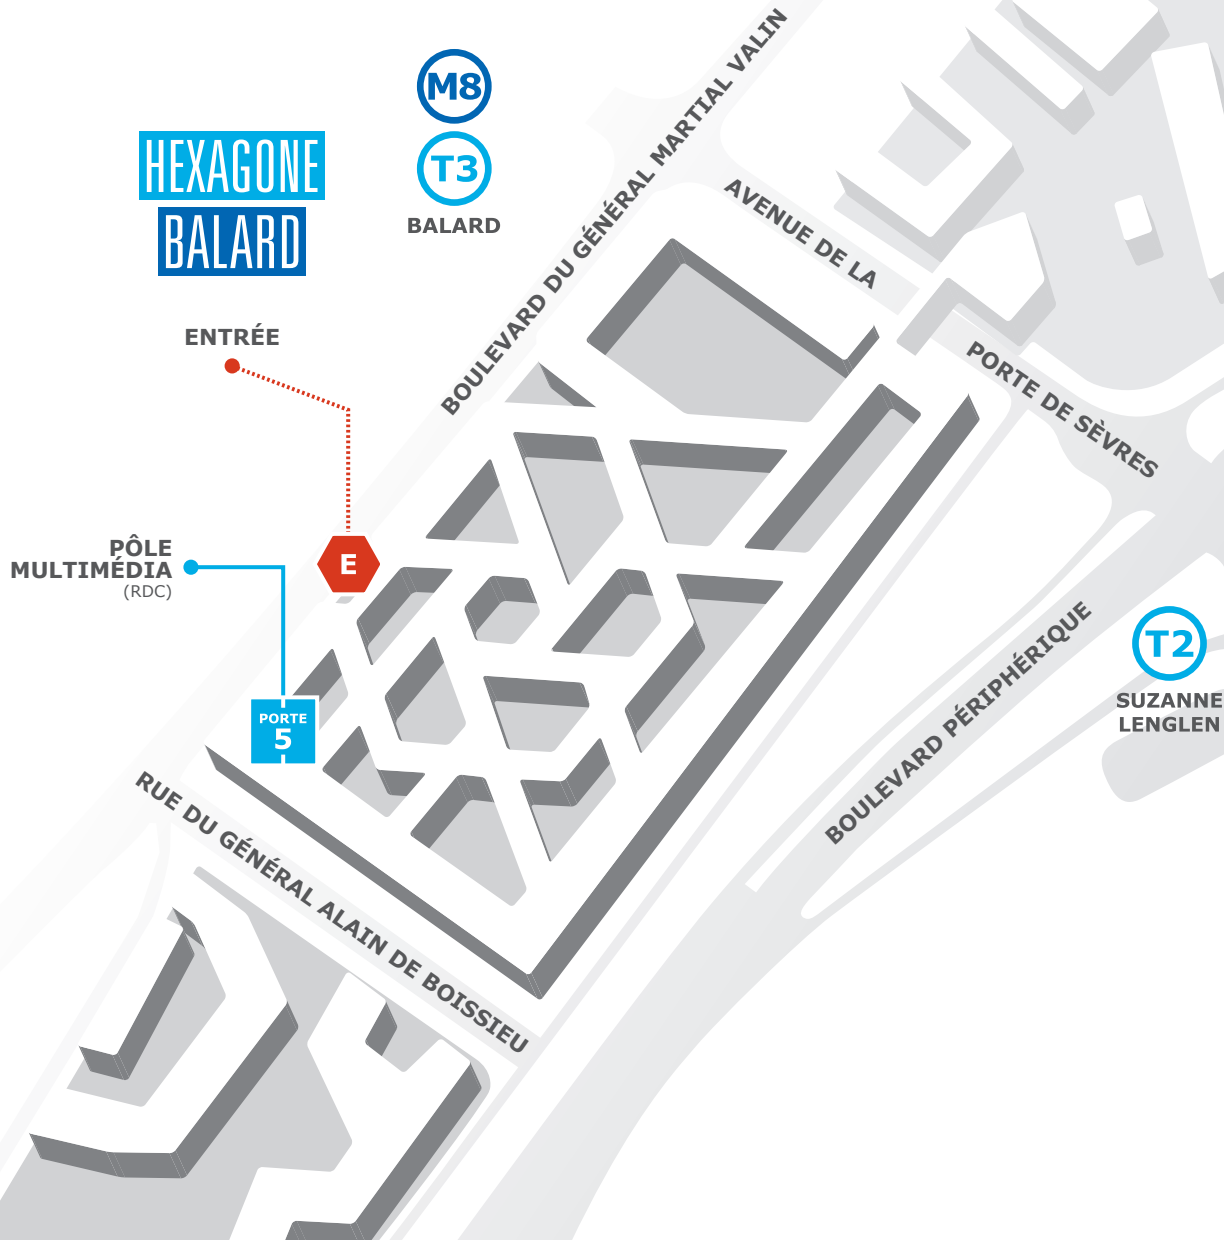 M8
T3
BALARD
HEXAGONE
BALARD
BOULEVARD DU GÉNÉRAL MARTIAL VALIN
AVENUE DE LA
PORTE DE SÈVRES
ENTRÉE
E
PÔLE
MULTIMÉDIA
(RDC)
PORTE
5
T2
SUZANNE
LENGLEN
BOULEVARD PÉRIPHÉRIQUE
RUE DU GÉNÉRAL ALAIN DE BOISSIEU